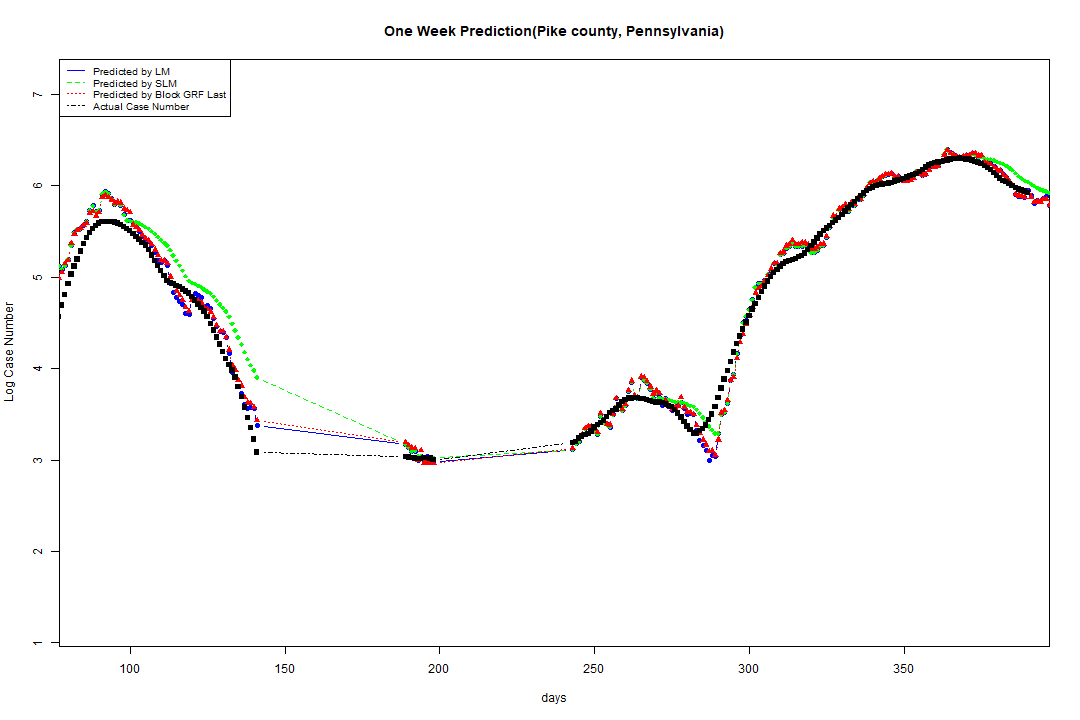 One Week Prediction(Pike county, Pennsylvania)
Predicted by LM
Predicted by SLM
Predicted by Block GRF Last
Actual Case Number
7
6
5
4
3
2
1
Log Case Number
100 150 200 250 300 350
days